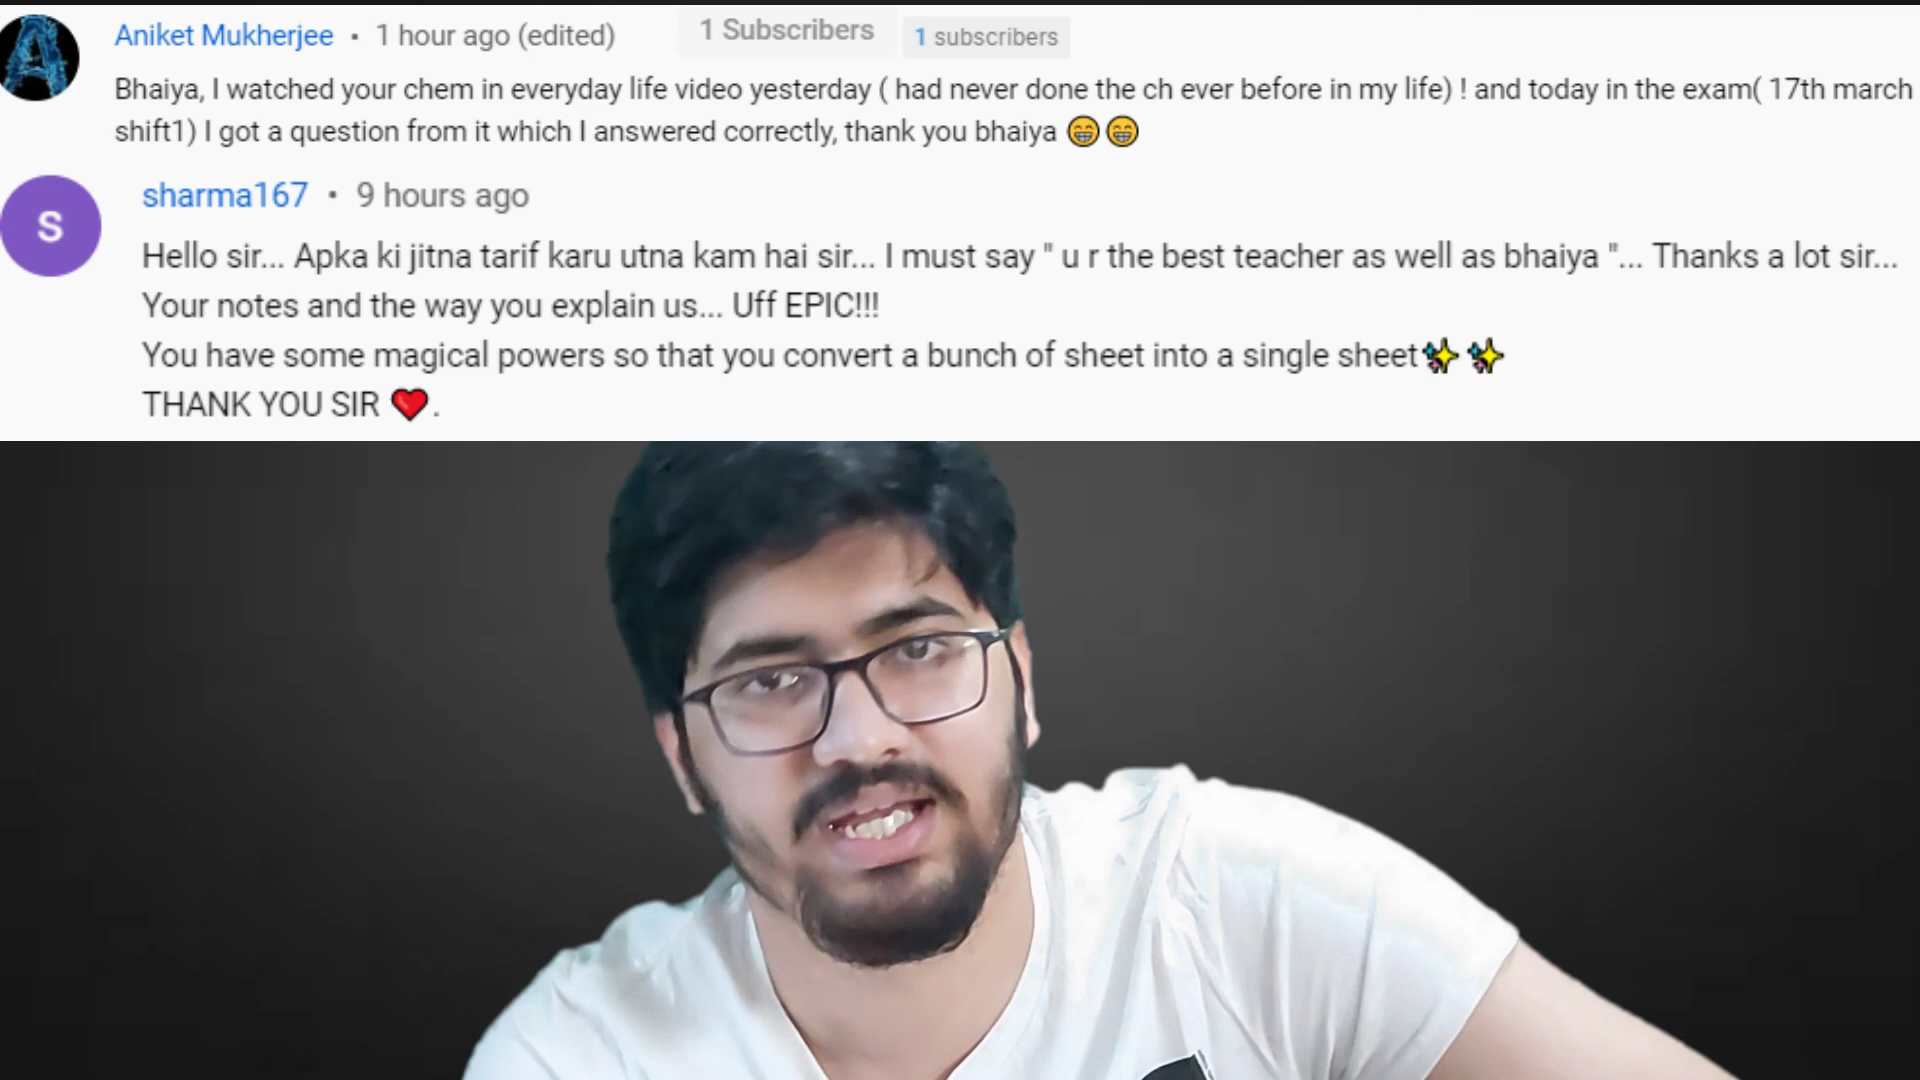 Aniket Mukherjee • 1 hour ago (edited) 1 Subscribers 1 subscribers
Bhaiya, I watched your chem in everyday life video yesterday ( had never done the ch ever before in my life) ! and today in the exam( 17th march
shift1) I got a question from it which I answered correctly, thank you bhaiya 😁😁
S
sharma167 • 9 hours ago
Hello sir... Apka ki jitna tarif karu utna kam hai sir... I must say " u r the best teacher as well as bhaiya "... Thanks a lot sir...
Your notes and the way you explain us... Uff EPIC!!!
You have some magical powers so that you convert a bunch of sheet into a single sheet✨ ✨
THANK YOU SIR ❤️.